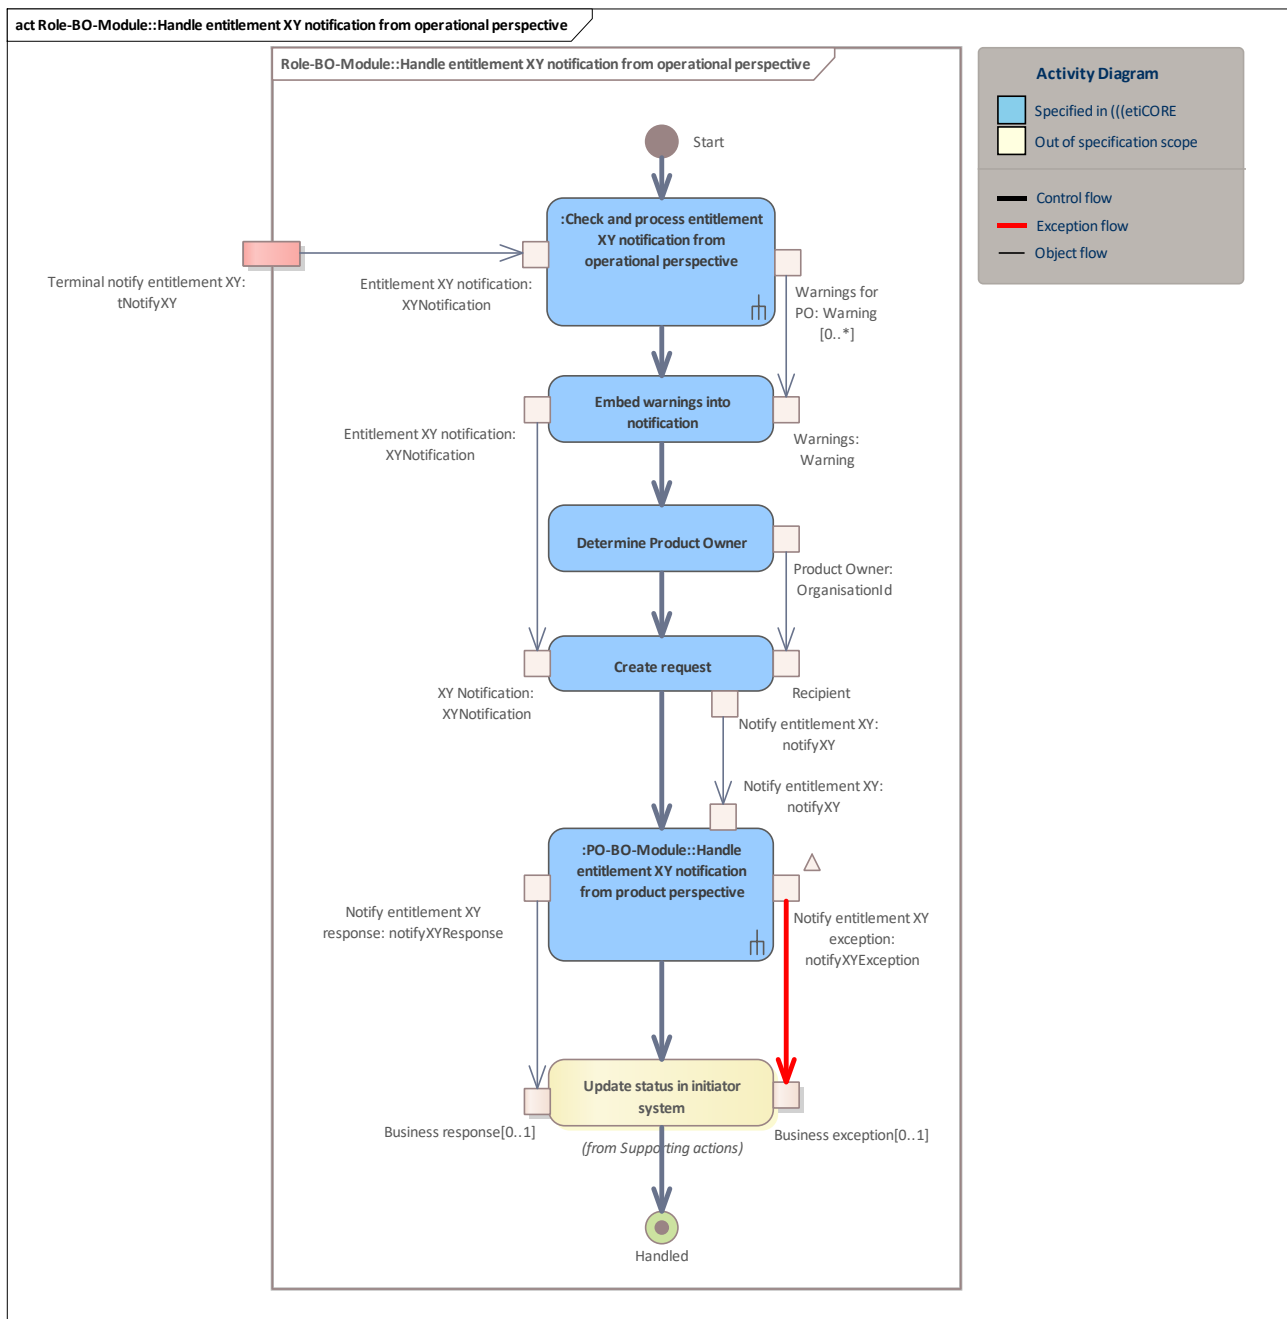 act Role-BO-Module::Handle entitlement XY notification from operational perspective
Role-BO-Module::Handle entitlement XY notification from operational perspective
Activity Diagram
Specified in (((etiCORE
Out of specification scope
Control flow
Exception flow
Object flow
Start
:Check and process entitlement
XY notification from
operational perspective
Terminal notify entitlement XY:
tNotifyXY
Entitlement XY notification:
XYNotification
Warnings for
PO: Warning
[0..*]
Embed warnings into
notification
Entitlement XY notification:
XYNotification
Warnings:
Warning
Determine Product Owner
Product Owner:
OrganisationId
Create request
XY Notification:
XYNotification
Recipient
Notify entitlement XY:
notifyXY
Notify entitlement XY:
notifyXY
:PO-BO-Module::Handle
entitlement XY notification
from product perspective
Notify entitlement XY
response: notifyXYResponse
Notify entitlement XY
exception:
notifyXYException
Update status in initiator
system
Business response[0..1]
Business exception[0..1]
(from Supporting actions)
Handled